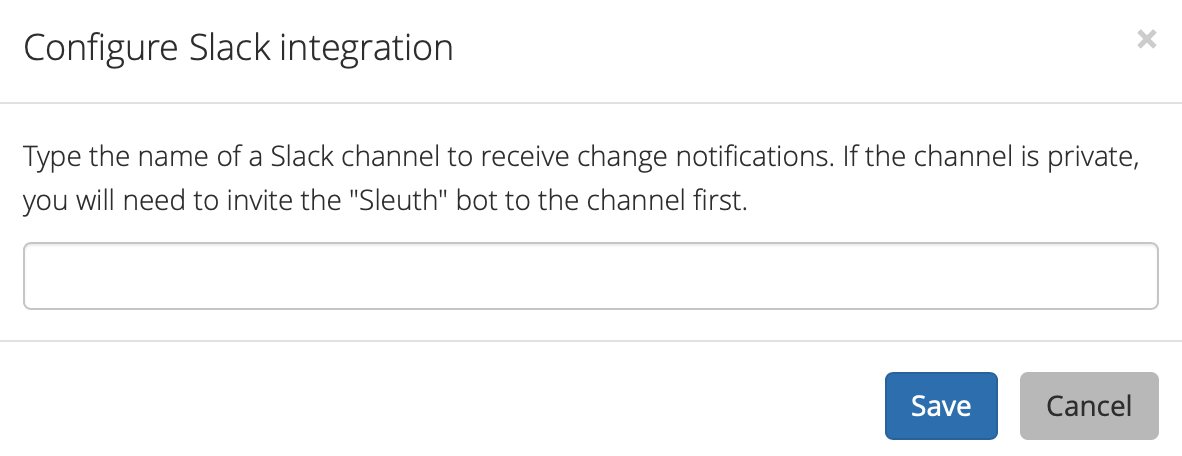 Configure Slack integration
×
Type the name of a Slack channel to receive change notifications. If the channel is private,
you will need to invite the "Sleuth" bot to the channel first.
Save
Cancel